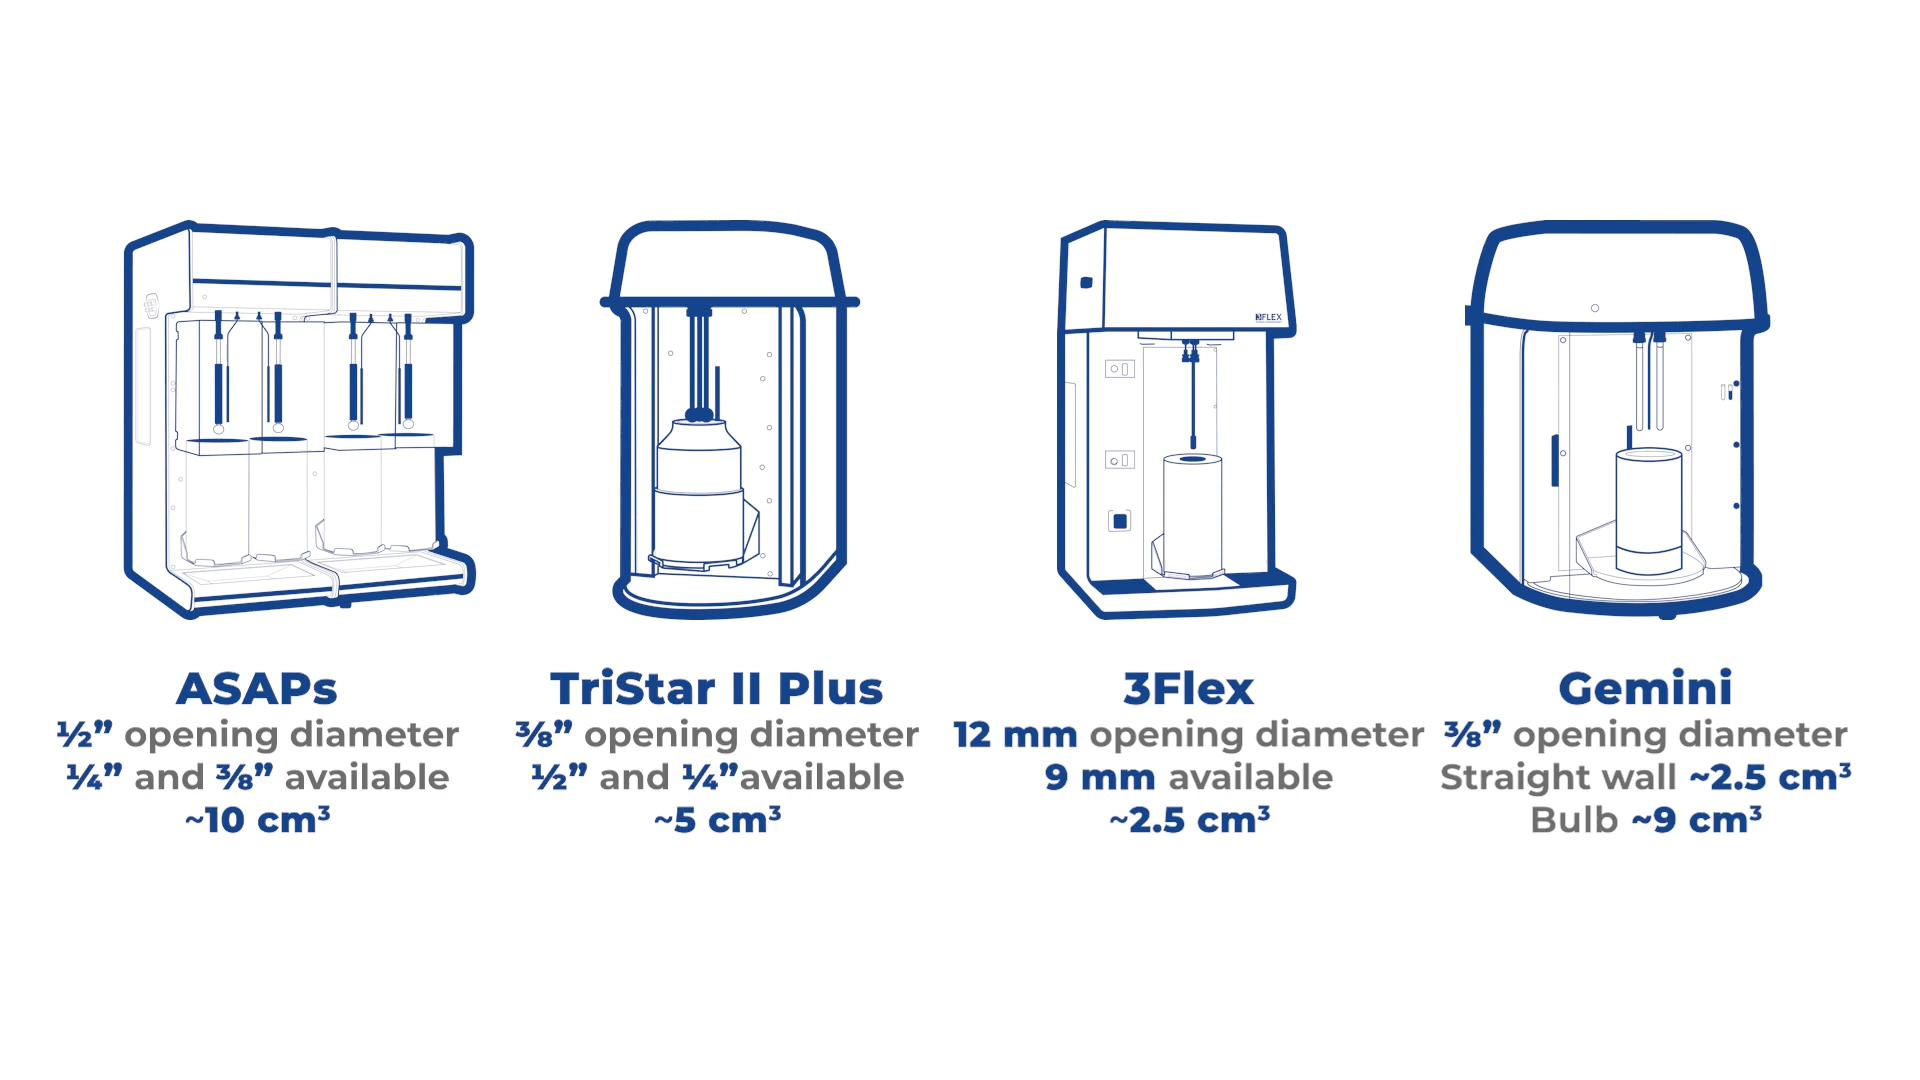 3FLEX
ASAPs
½” opening diameter
¼” and ⅜” available
~10 cm³
TriStar II Plus
⅜” opening diameter
½” and ¼”available
~5 cm³
3Flex
12 mm opening diameter
9 mm available
~2.5 cm³
Gemini
⅜” opening diameter
Straight wall ~2.5 cm³
Bulb ~9 cm³